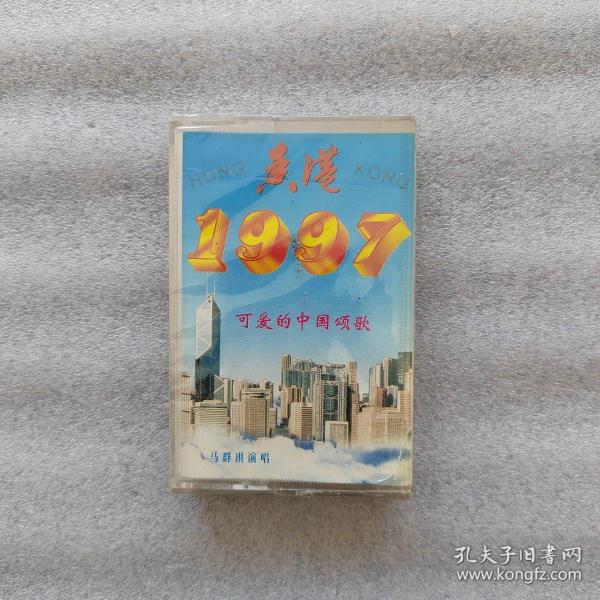 HONG 香港 KONG
1997
可爱的中国颂歌
马群琪演唱
孔夫子旧书网
www.kongfz.com